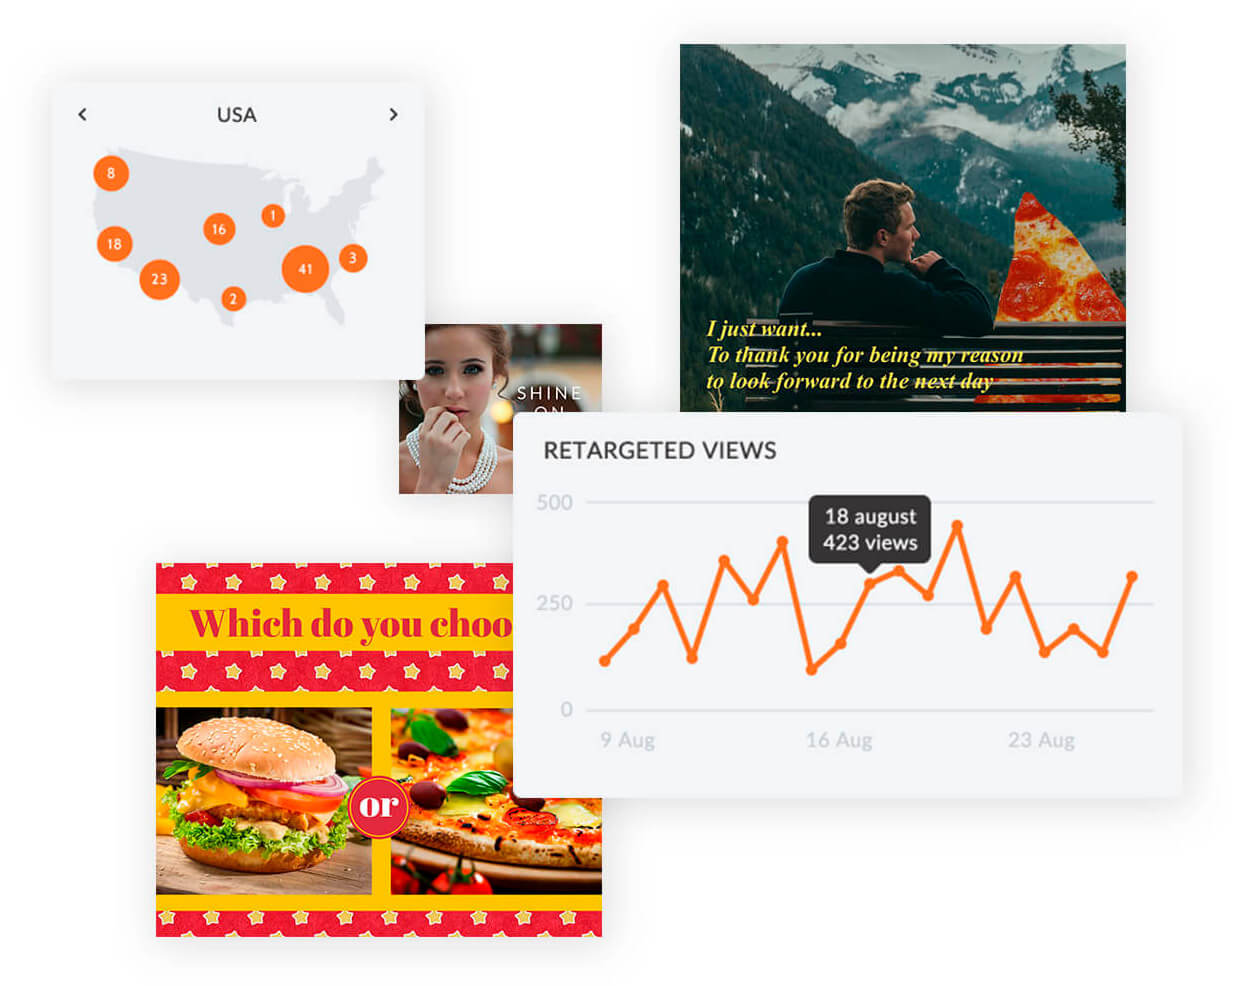 USA
8
1
16
18
3
41
23
2
SHINE
ON
I just want...
To thank you for being my reason
to look forward to the next day
RETARGETED VIEWS
500
18 august
423 views
250
0
9 Aug
16 Aug
23 Aug
Which do you choo
or